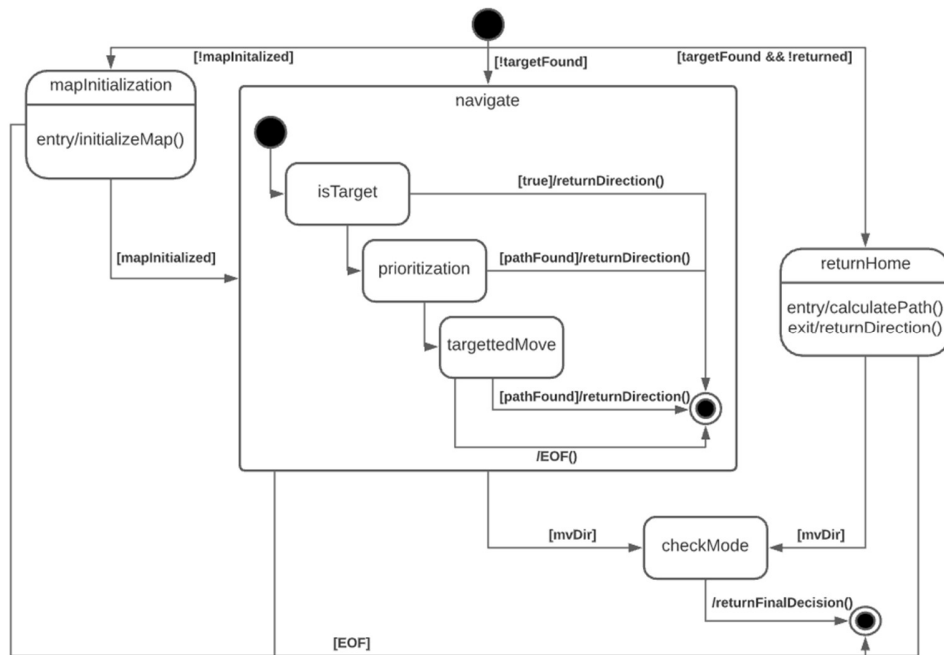 [!mapInitalized]
[!targetFound]
[targetFound && !returned]
mapInitialization
entry/initializeMap()
navigate
isTarget
[true]/returnDirection()
[mapInitialized]
prioritization
[pathFound]/returnDirection()
returnHome
entry/calculatePath()
exit/returnDirection()
targettedMove
[pathFound]/returnDirection()
/EOF()
[mvDir]
checkMode
[mvDir]
/returnFinalDecision()
[EOF]